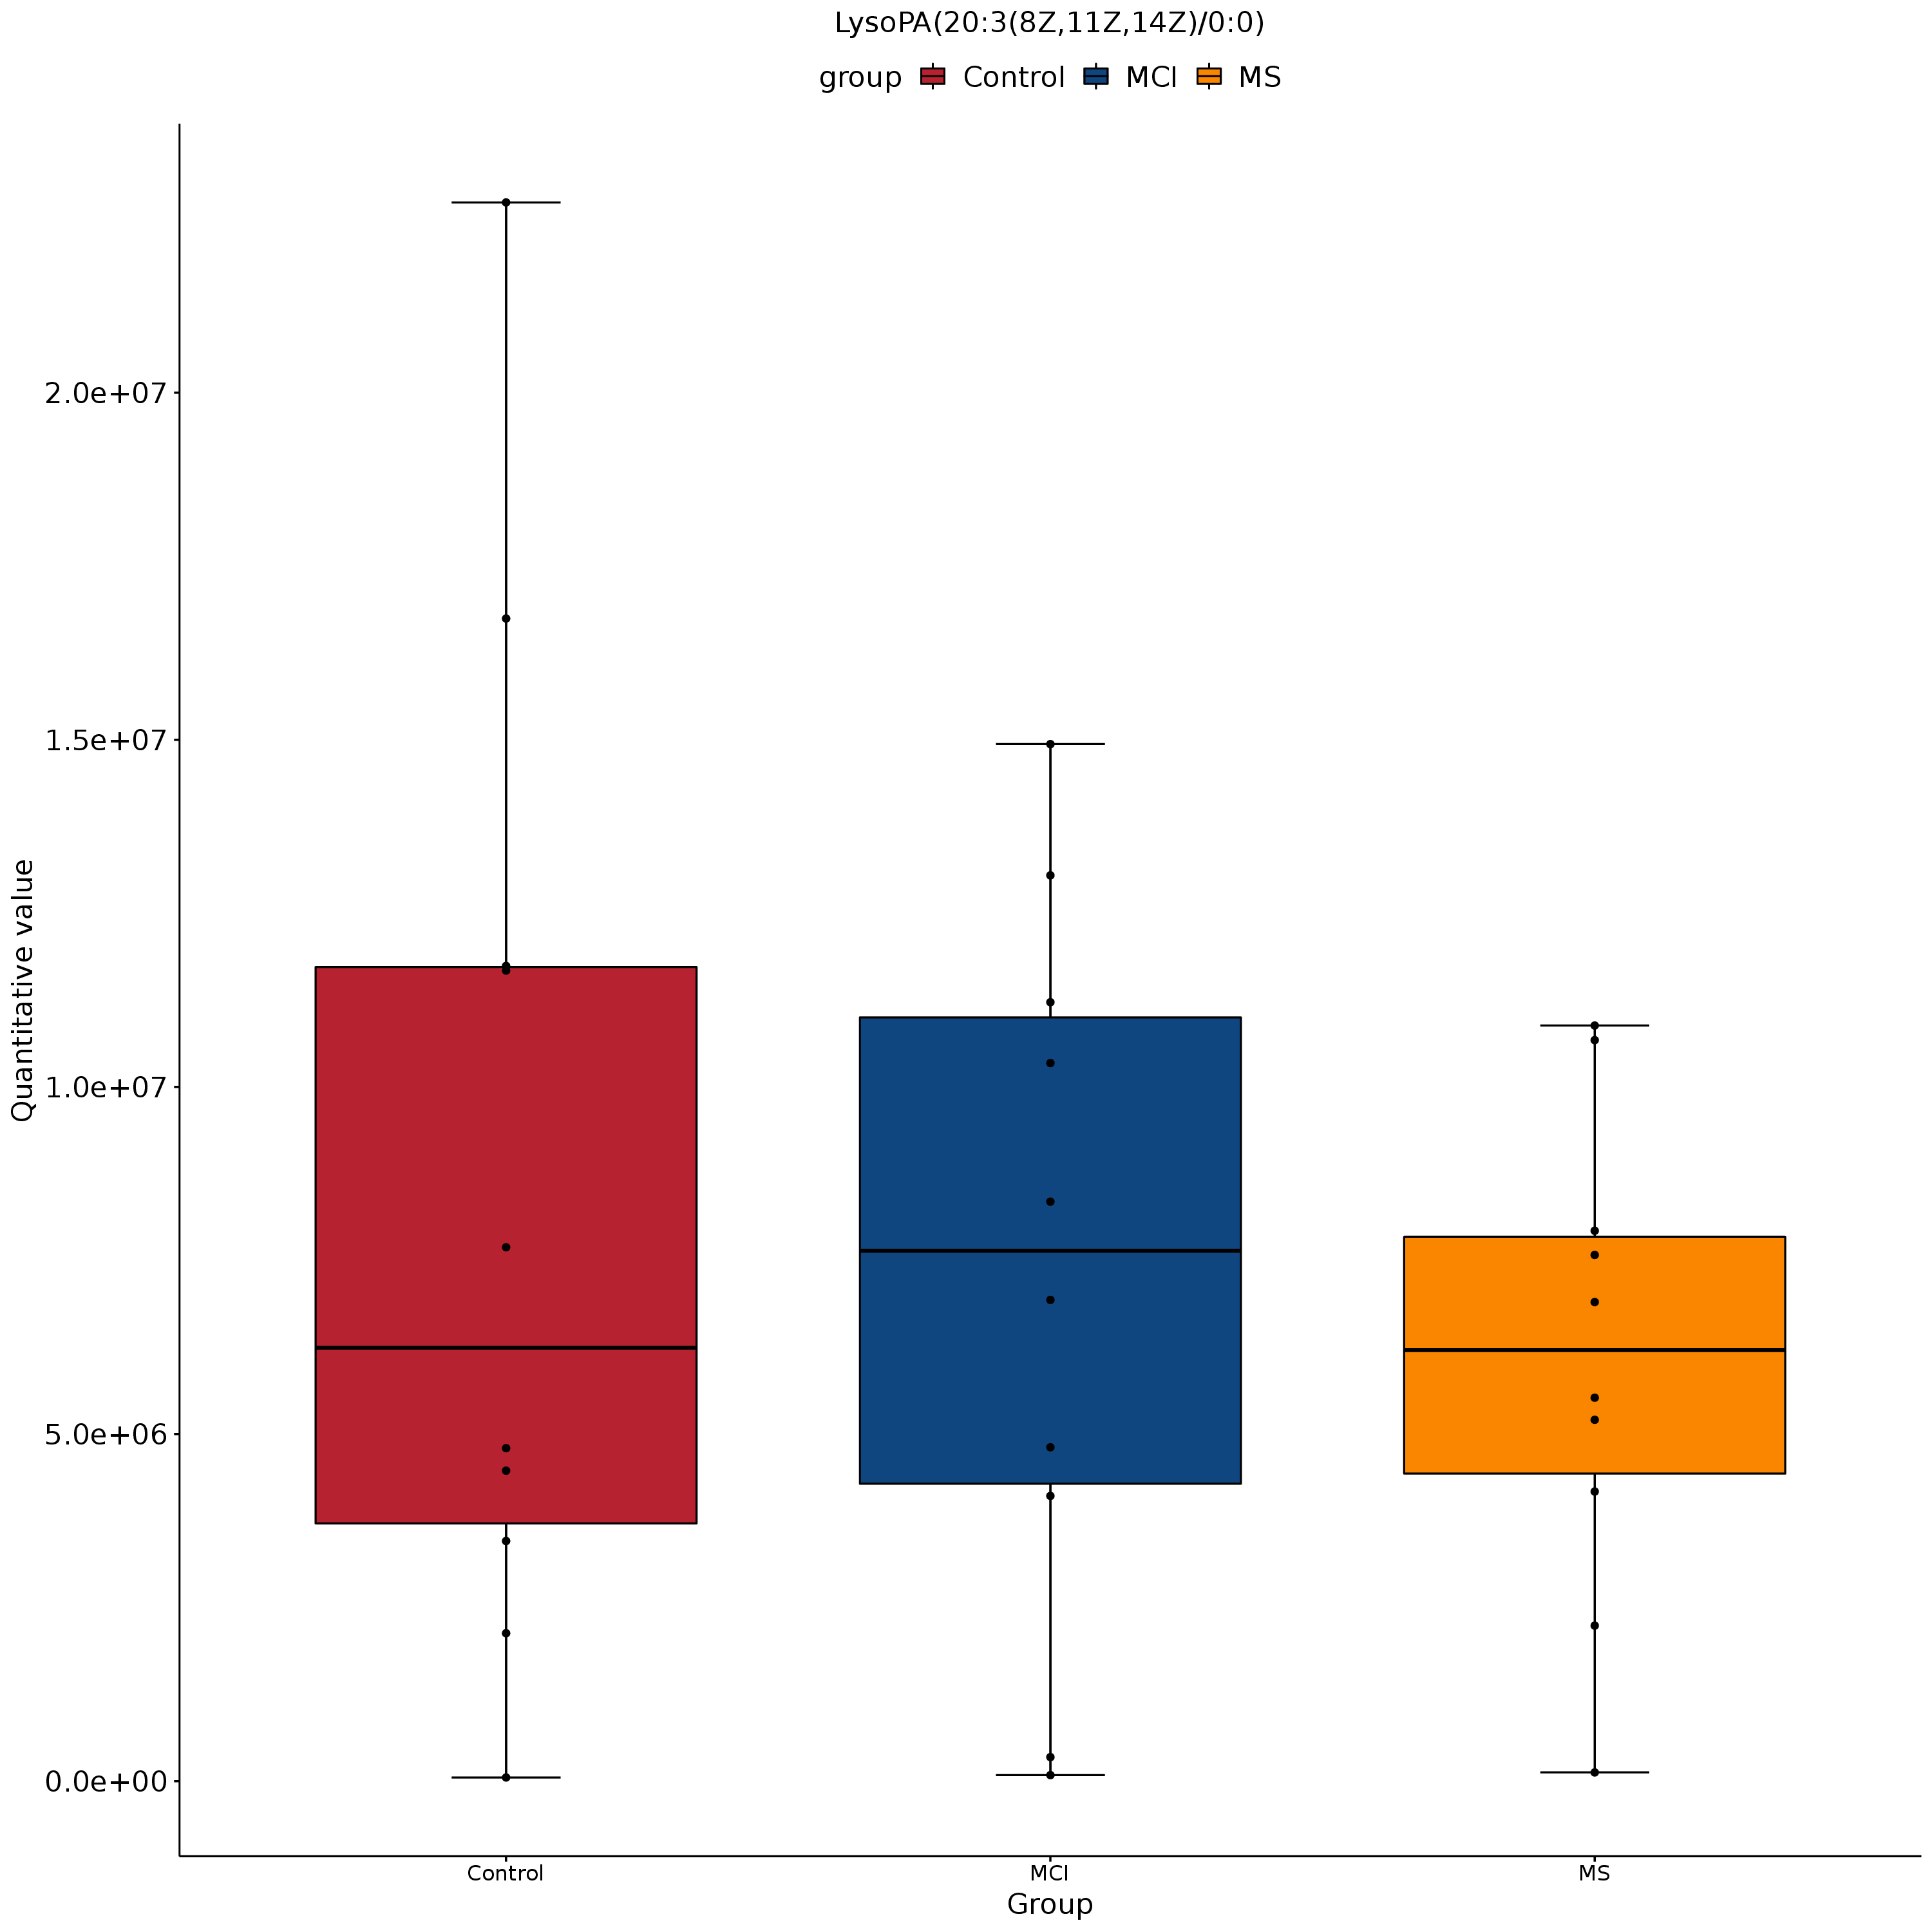 LysoPA(20:3(8Z,11Z,14Z)/0:0)
group Control MCI MS
Quantitative value
2.0e+07
1.5e+07
1.0e+07
5.0e+06
0.0e+00
Control MCI MS
Group